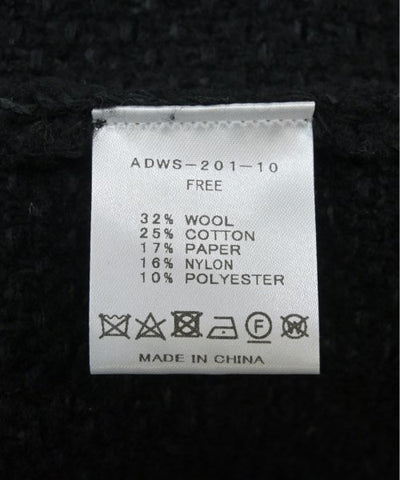 ADWS-201-10
FREE
32% WOOL
25% COTTON
17% PAPER
16% NYLON
10% POLYESTER
F W
MADE IN CHINA